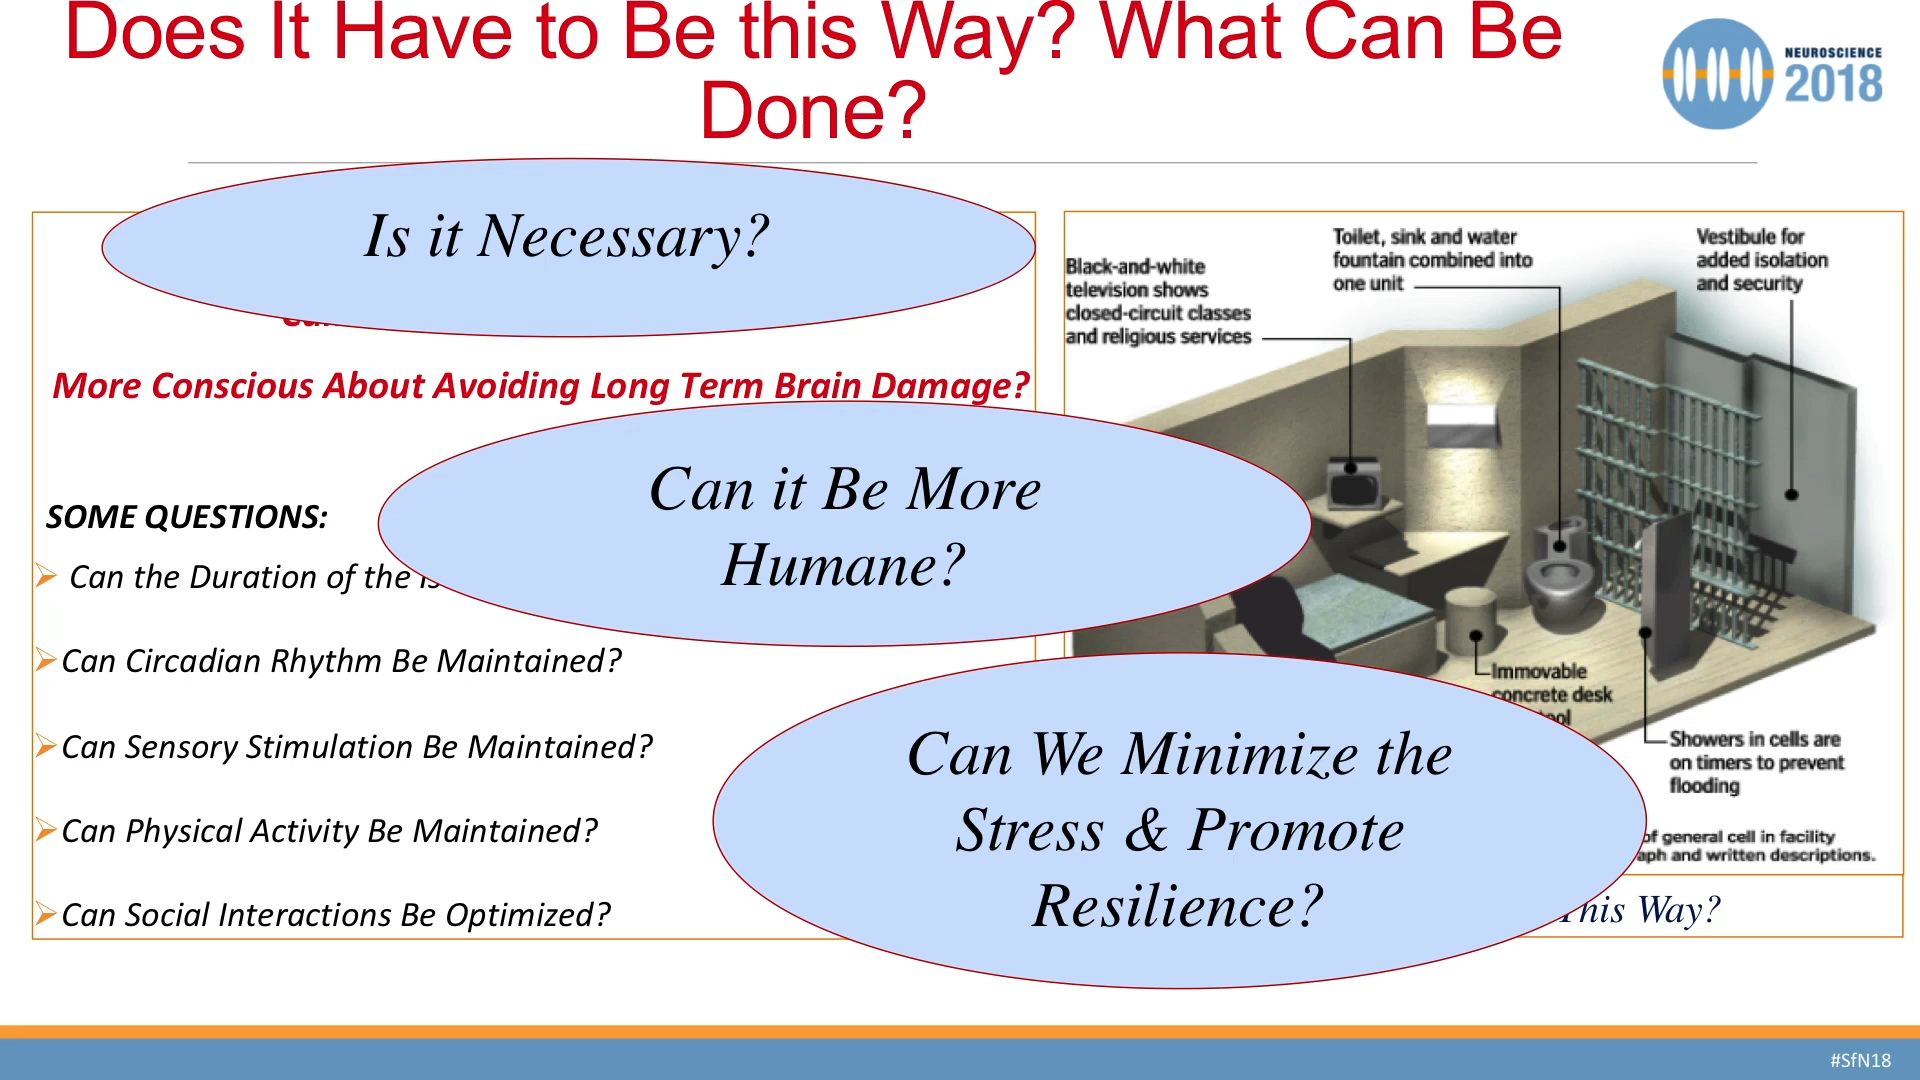 Does It Have to Be this Way? What Can Be
Done?
NEUROSCIENCE
2018
Is it Necessary?
More Conscious About Avoiding Long Term Brain Damage?
SOME QUESTIONS:
Can the Duration of the
Can Circadian Rhythm Be Maintained?
Can Sensory Stimulation Be Maintained?
Can Physical Activity Be Maintained?
Can Social Interactions Be Optimized?
Can it Be More
Humane?
Can We Minimize the
Stress & Promote
Resilience?
Black-and-white
television shows
closed-circuit classes
and religious services
Toilet, sink and water
fountain combined into
one unit
Vestibule for
added isolation
and security
Immovable
concrete desk
Showers in cells are
on timers to prevent
flooding
of general cell in facility
and written descriptions.
This Way?
#SfN18